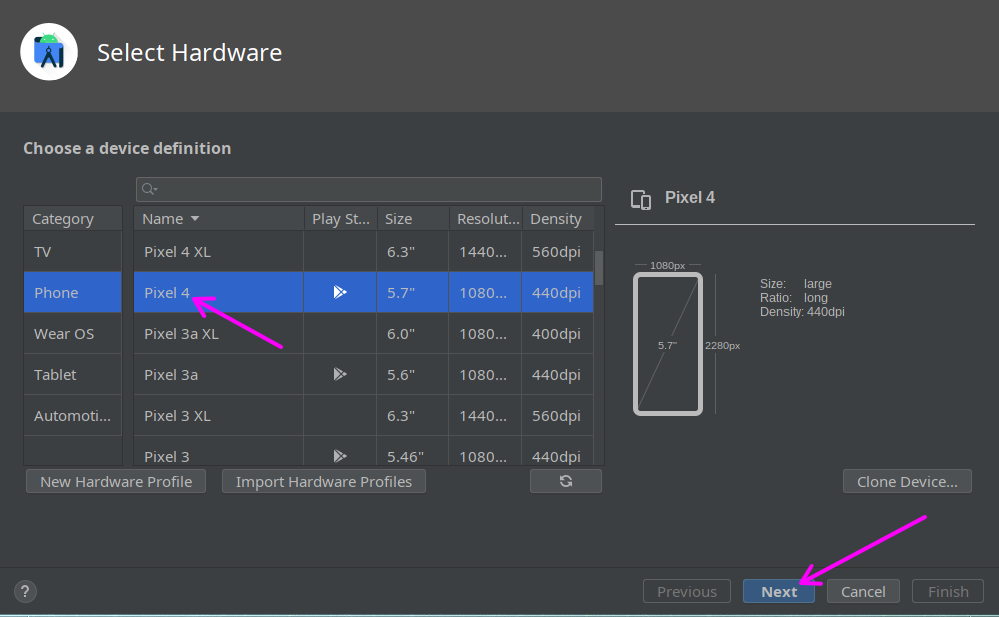 Select Hardware
Choose a device definition
Category
Name Play St... Size Resolut... Density
TV
Pixel 4 XL 6.3" 1440... 560dpi
Phone
Pixel 4 5.7" 1080... 440dpi
Wear OS
Pixel 3a XL 6.0" 1080... 400dpi
Tablet
Pixel 3a 5.6" 1080... 440dpi
Automoti...
Pixel 3 XL 6.3" 1440... 560dpi
Pixel 3 5.46" 1080... 440dpi
Pixel 4
1080px
5.7"
2280px
Size: large
Ratio: long
Density: 440dpi
New Hardware Profile
Import Hardware Profiles
Clone Device...
?
Previous
Next
Cancel
Finish